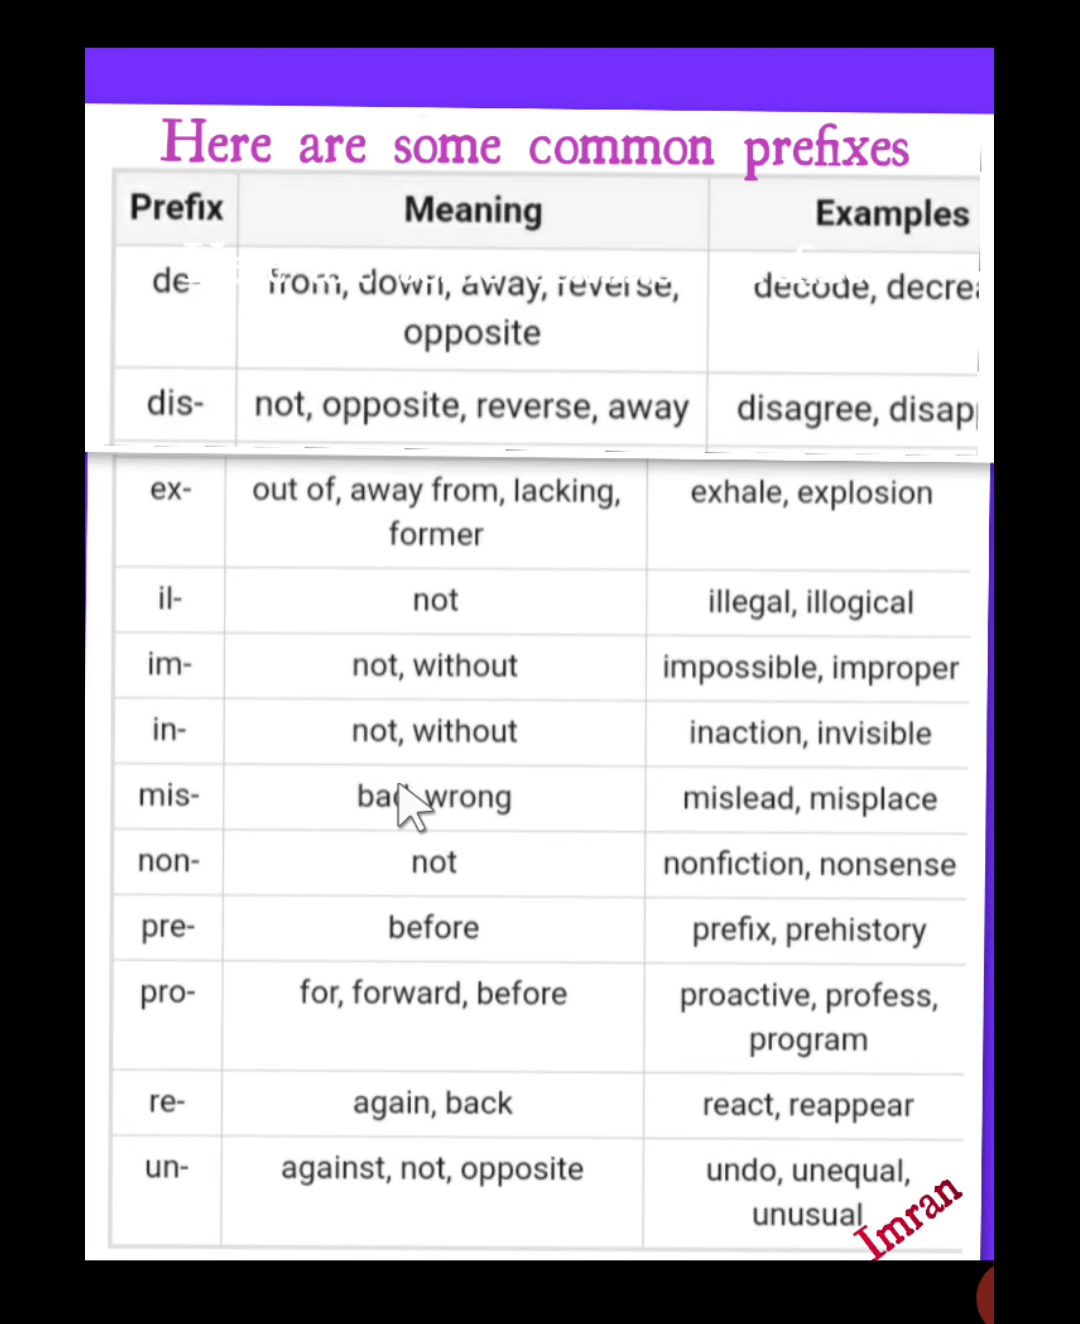 Here are some common prefixes
Prefix Meaning Examples
de- from, down, away, reverse, decode,
opposite
dis- not, opposite, reverse, away disagree,
ex- out of, away from, lacking, exhale, explosion
former
il- not illegal, illogical
im- not, without impossible, improper
in- not, without inaction, invisible
mis- bad, wrong mislead, misplace
non- not nonfiction, nonsense
pre- before prefix, prehistory
pro- for, forward, before proactive, profess,
program
re- again, back react, reappear
un- against, not, opposite undo, unequal,
unusual
Imran